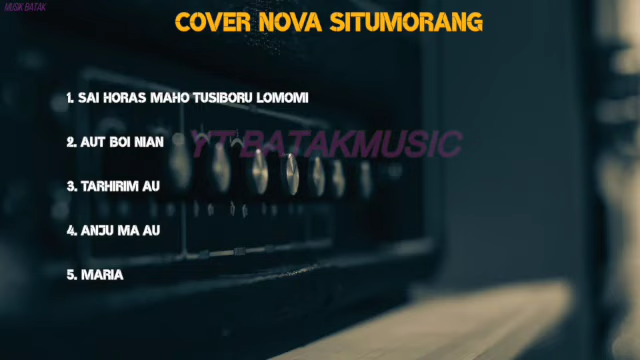 MUSIK BATAK
COVER NOVA SITUMORANG
1. SAI HORAS MAHO TUSIBORU LOMOMI
2. AUT BOI NIAN
YT BATAKMUSIC
3. TARHIRIM AU
4. ANJU MA AU
5. MARIA